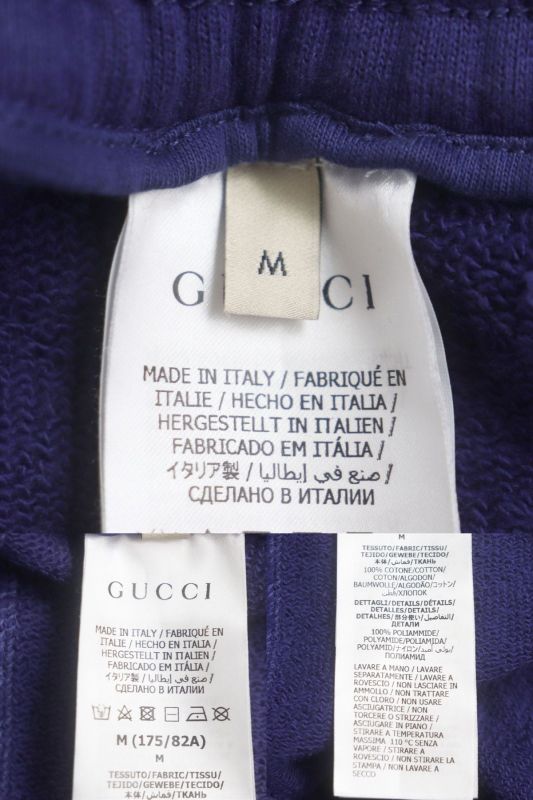 M
GUCCI
MADE IN ITALY / FABRIQUÉ EN
ITALIE / HECHO EN ITALIA /
HERGESTELLT IN ITALIEN /
FABRICADO EM ITÁLIA /
イタリア製 / صنع في إيطاليا /
СДЕЛАНО В ИТАЛИИ
GUCCI
MADE IN ITALY / FABRIQUÉ EN
ITALIE / HECHO EN ITALIA /
HERGESTELLT IN ITALIEN /
FABRICADO EM ITÁLIA /
イタリア製 / صنع في إيطاليا /
СДЕЛАНО В ИТАЛИИ
M (175/82A)
M
TESSUTO/FABRIC/TISSU/
TEJIDO/GEWEBE/TECIDO/
本体/قماش/ТКАНЬ
M
TESSUTO/FABRIC/TISSU/
TEJIDO/GEWEBE/TECIDO/
本体/قماش/ТКАНЬ
100% COTONE/COTTON/
COTON/ALGODON/
BAUMWOLLE/ALGODÃO/コットン/
قطن/ХЛОПОК
DETTAGLI/DETAILS/DÉTAILS/
DETALLES/DETAILS/
DETALHES/部分使い/التفاصيل/
ДЕТАЛИ
100% POLIAMMIDE/
POLYAMIDE/POLIAMIDA/
POLYAMID/ナイロン/بولي أميد/
ПОЛИАМИД
LAVARE A MANO / LAVARE
SEPARATAMENTE / LAVARE A
ROVESCIO / NON LASCIARE IN
AMMOLLO / NON TRATTARE
CON CLORO / NON USARE
ASCIUGATRICE / NON
TORCERE O STRIZZARE /
ASCIUGARE IN PIANO /
STIRARE A TEMPERATURA
MASSIMA 110 °C SENZA
VAPORE / STIRARE A
ROVESCIO / NON STIRARE LA
STAMPA / NON LAVARE A
SECCO